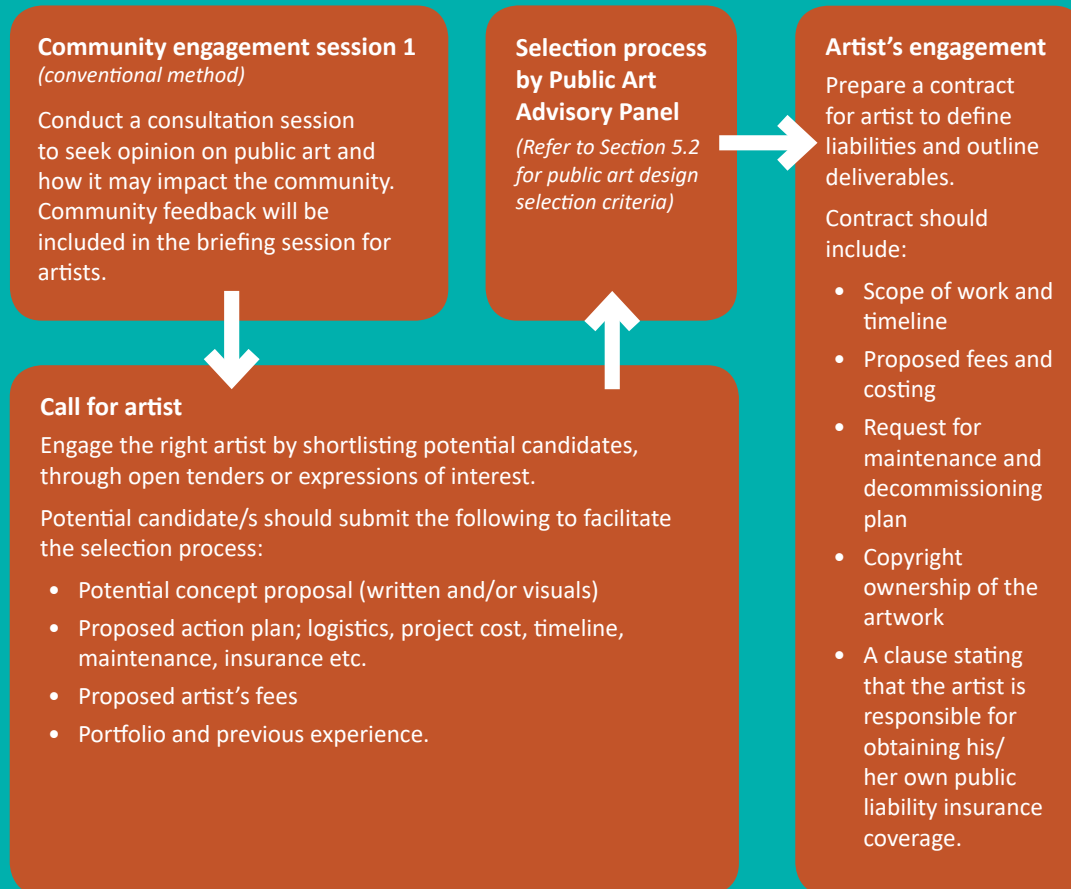 Community engagement session 1
(conventional method)
Conduct a consultation session
to seek opinion on public art and
how it may impact the community.
Community feedback will be
included in the briefing session for
artists.
Call for artist
Engage the right artist by shortlisting potential candidates,
through open tenders or expressions of interest.
Potential candidate/s should submit the following to facilitate
the selection process:
• Potential concept proposal (written and/or visuals)
• Proposed action plan; logistics, project cost, timeline,
maintenance, insurance etc.
• Proposed artist’s fees
• Portfolio and previous experience.
Selection process
by Public Art
Advisory Panel
(Refer to Section 5.2
for public art design
selection criteria)
Artist’s engagement
Prepare a contract
for artist to define
liabilities and outline
deliverables.
Contract should
include:
• Scope of work and
timeline
• Proposed fees and
costing
• Request for
maintenance and
decommissioning
plan
• Copyright
ownership of the
artwork
• A clause stating
that the artist is
responsible for
obtaining his/
her own public
liability insurance
coverage.